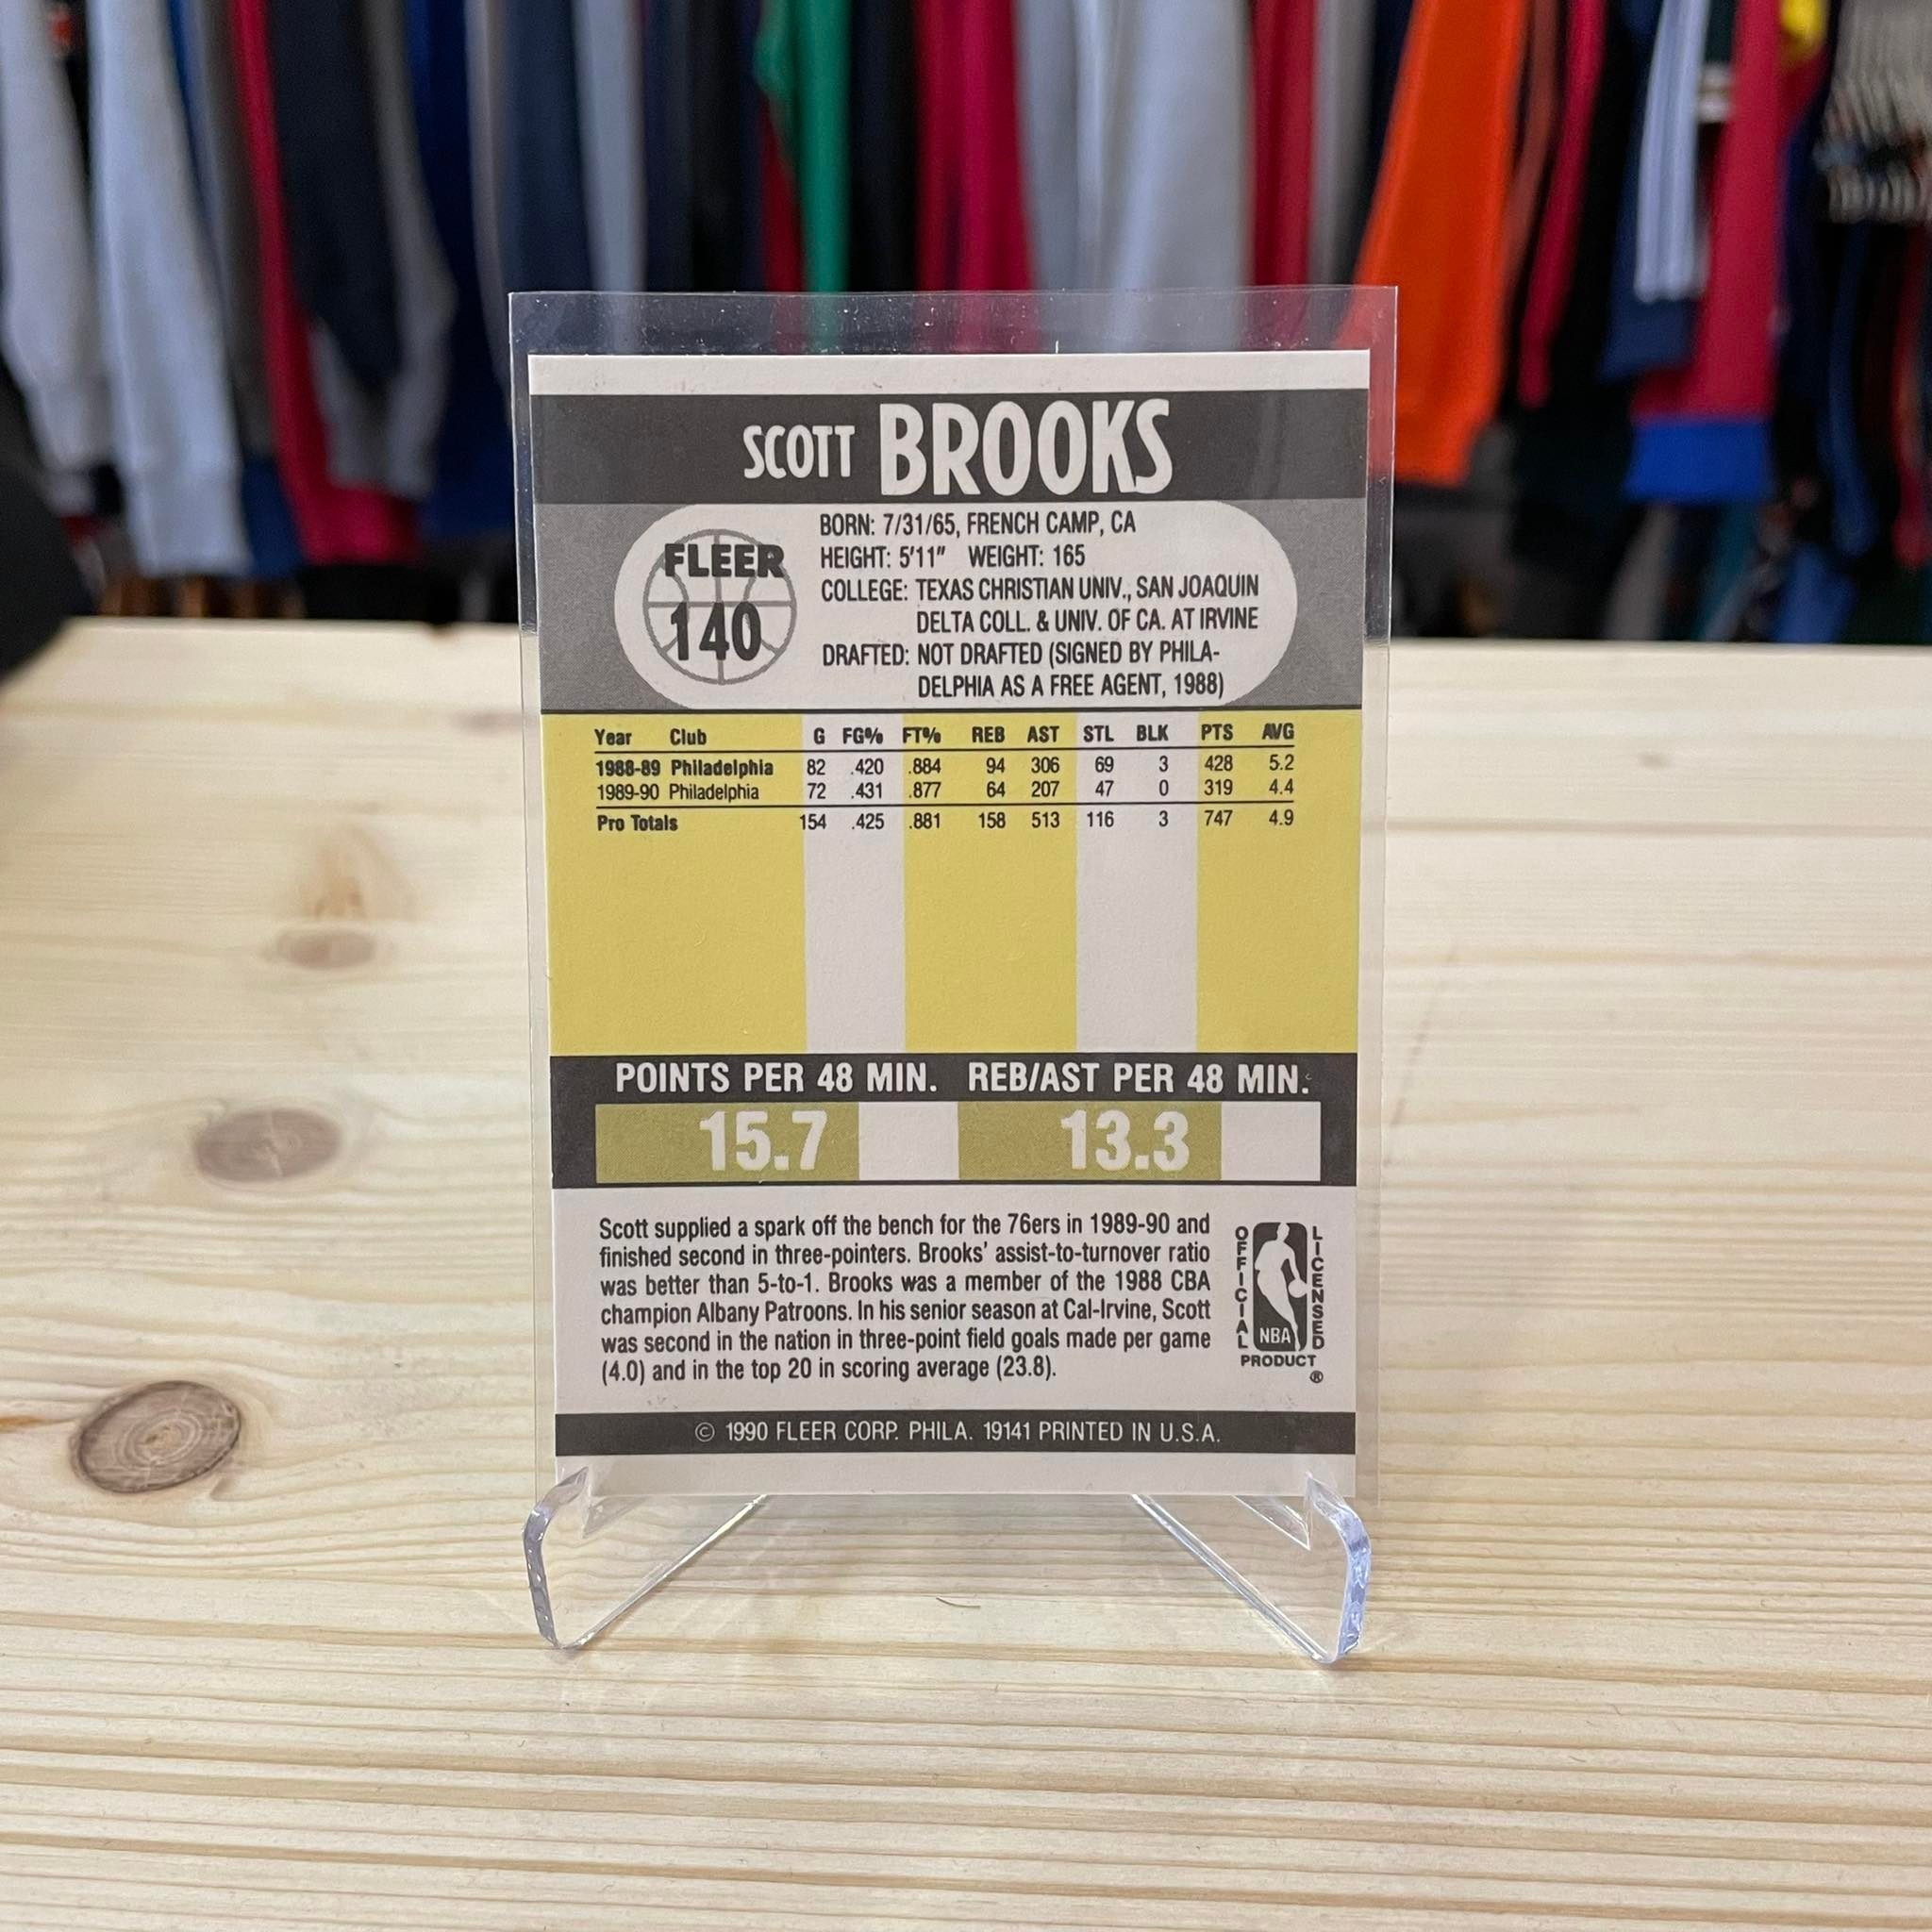 SCOTT BROOKS
FLEER
140
BORN: 7/31/65, FRENCH CAMP, CA
HEIGHT: 5'11" WEIGHT: 165
COLLEGE: TEXAS CHRISTIAN UNIV., SAN JOAQUIN
DELTA COLL. & UNIV. OF CA. AT IRVINE
DRAFTED: NOT DRAFTED (SIGNED BY PHILA-
DELPHIA AS A FREE AGENT, 1988)
Year Club G FG% FT% REB AST STL BLK PTS AVG
1988-89 Philadelphia 82 .420 .884 94 306 69 3 428 5.2
1989-90 Philadelphia 72 .431 .877 64 207 47 0 319 4.4
Pro Totals 154 .425 .881 158 513 116 3 747 4.9
POINTS PER 48 MIN. REB/AST PER 48 MIN.
15.7 13.3
Scott supplied a spark off the bench for the 76ers in 1989-90 and
finished second in three-pointers. Brooks' assist-to-turnover ratio
was better than 5-to-1. Brooks was a member of the 1988 CBA
champion Albany Patroons. In his senior season at Cal-Irvine, Scott
was second in the nation in three-point field goals made per game
(4.0) and in the top 20 in scoring average (23.8).
OFFICIAL
LICENSED
NBA
PRODUCT
®
© 1990 FLEER CORP. PHILA. 19141 PRINTED IN U.S.A.